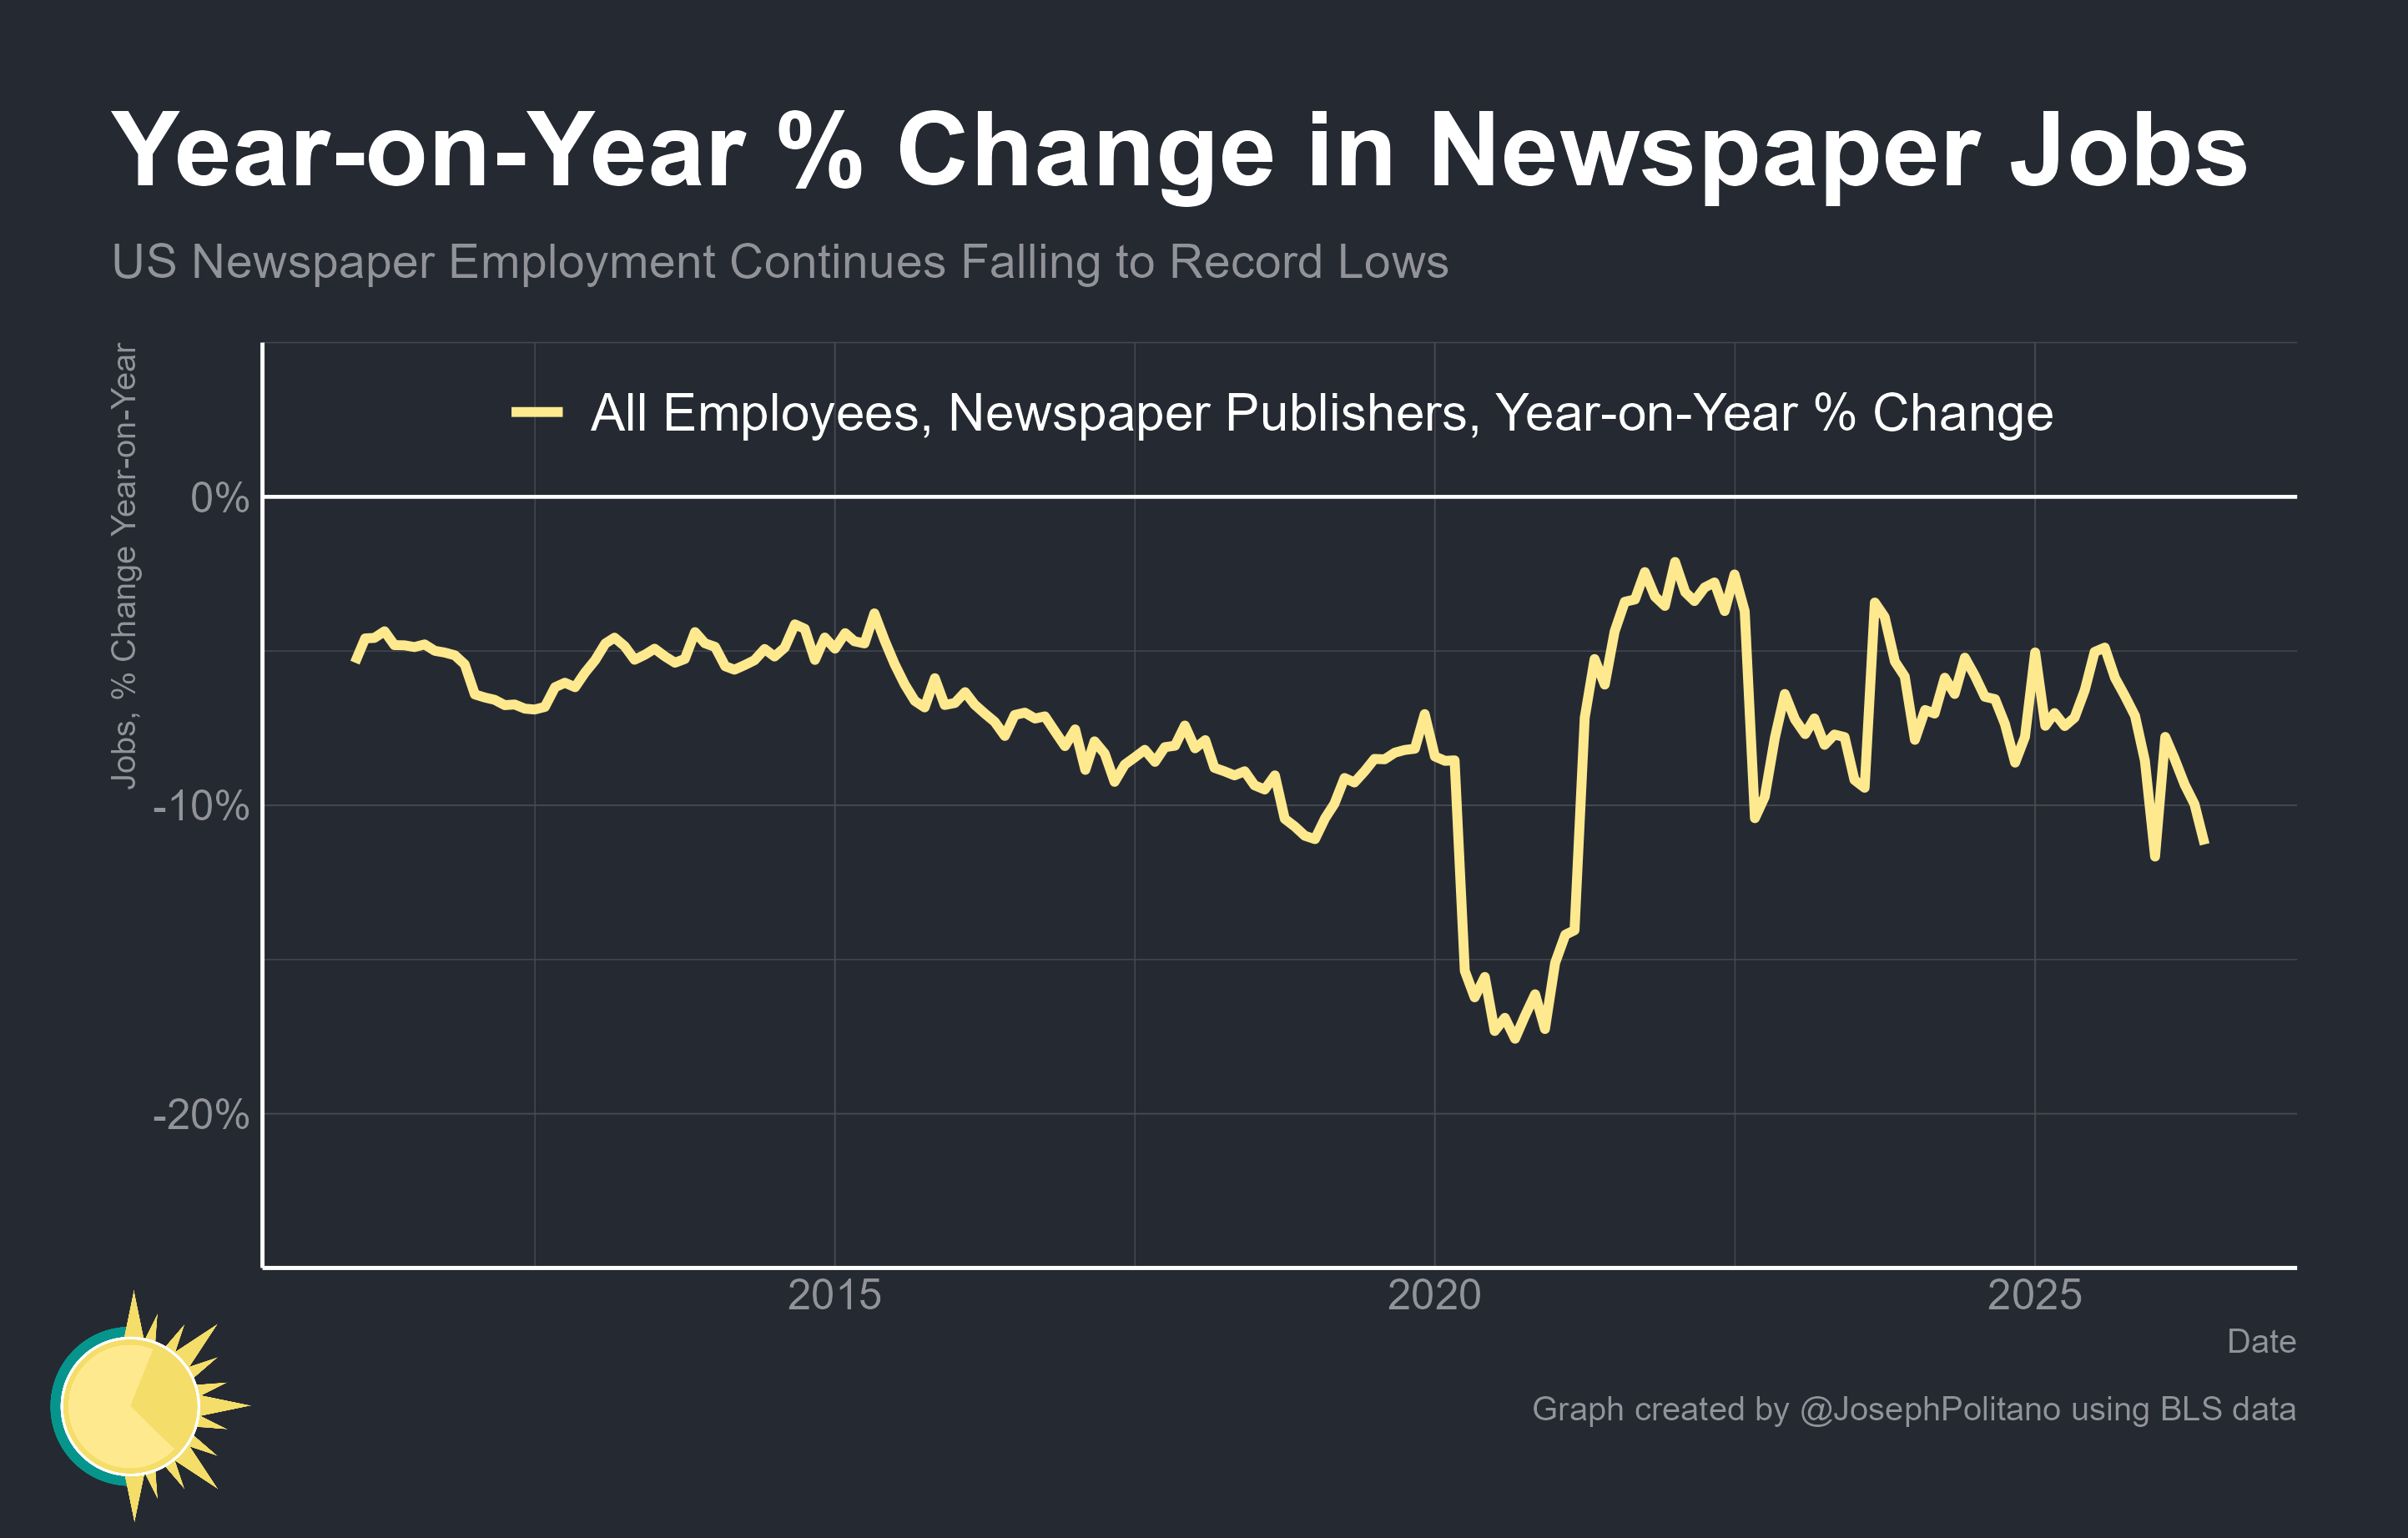 Year-on-Year % Change in Newspaper Jobs
US Newspaper Employment Continues Falling to Record Lows
Jobs, % Change Year-on-Year
All Employees, Newspaper Publishers, Year-on-Year % Change
0%
-10%
-20%
2015
2020
2025
Date
Graph created by @JosephPolitano using BLS data